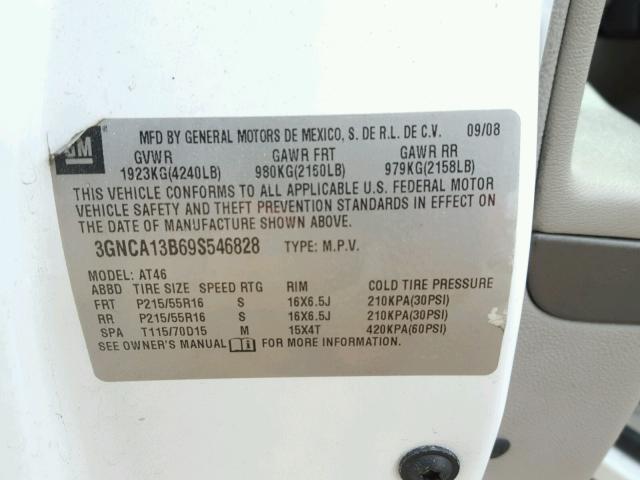 GM
MFD BY GENERAL MOTORS DE MEXICO, S. DE R.L. DE C.V. 09/08
GVWR GAWR FRT GAWR RR
1923KG(4240LB) 980KG(2160LB) 979KG(2158LB)
THIS VEHICLE CONFORMS TO ALL APPLICABLE U.S. FEDERAL MOTOR
VEHICLE SAFETY AND THEFT PREVENTION STANDARDS IN EFFECT ON
THE DATE OF MANUFACTURE SHOWN ABOVE.
3GNCA13B69S546828 TYPE: M.P.V.
MODEL: AT46
ABBD TIRE SIZE SPEED RTG RIM COLD TIRE PRESSURE
FRT P215/55R16 S 16X6.5J 210KPA(30PSI)
RR P215/55R16 S 16X6.5J 210KPA(30PSI)
SPA T115/70D15 M 15X4T 420KPA(60PSI)
SEE OWNER'S MANUAL FOR MORE INFORMATION.